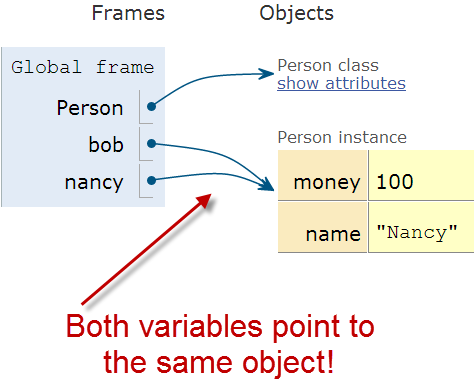 Frames Objects
Global frame
Person class
show attributes
Person
bob
Person instance
nancy
money 100
name "Nancy"
Both variables point to
the same object!